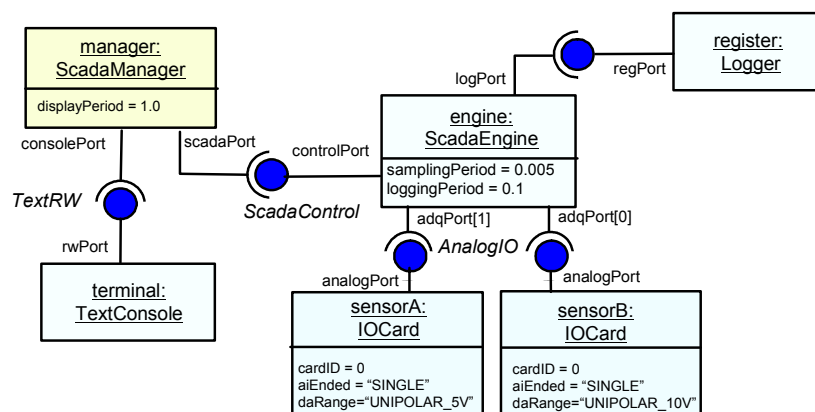 manager:
ScadaManager
displayPeriod = 1.0
consolePort
scadaPort
TextRW
rwPort
terminal:
TextConsole
ScadaControl
controlPort
logPort
regPort
register:
Logger
engine:
ScadaEngine
samplingPeriod = 0.005
loggingPeriod = 0.1
adqPort[1]
adqPort[0]
AnalogIO
analogPort
analogPort
sensorA:
IOCard
cardID = 0
aiEnded = “SINGLE”
daRange=“UNIPOLAR_5V”
sensorB:
IOCard
cardID = 0
aiEnded = “SINGLE”
daRange=“UNIPOLAR_10V”